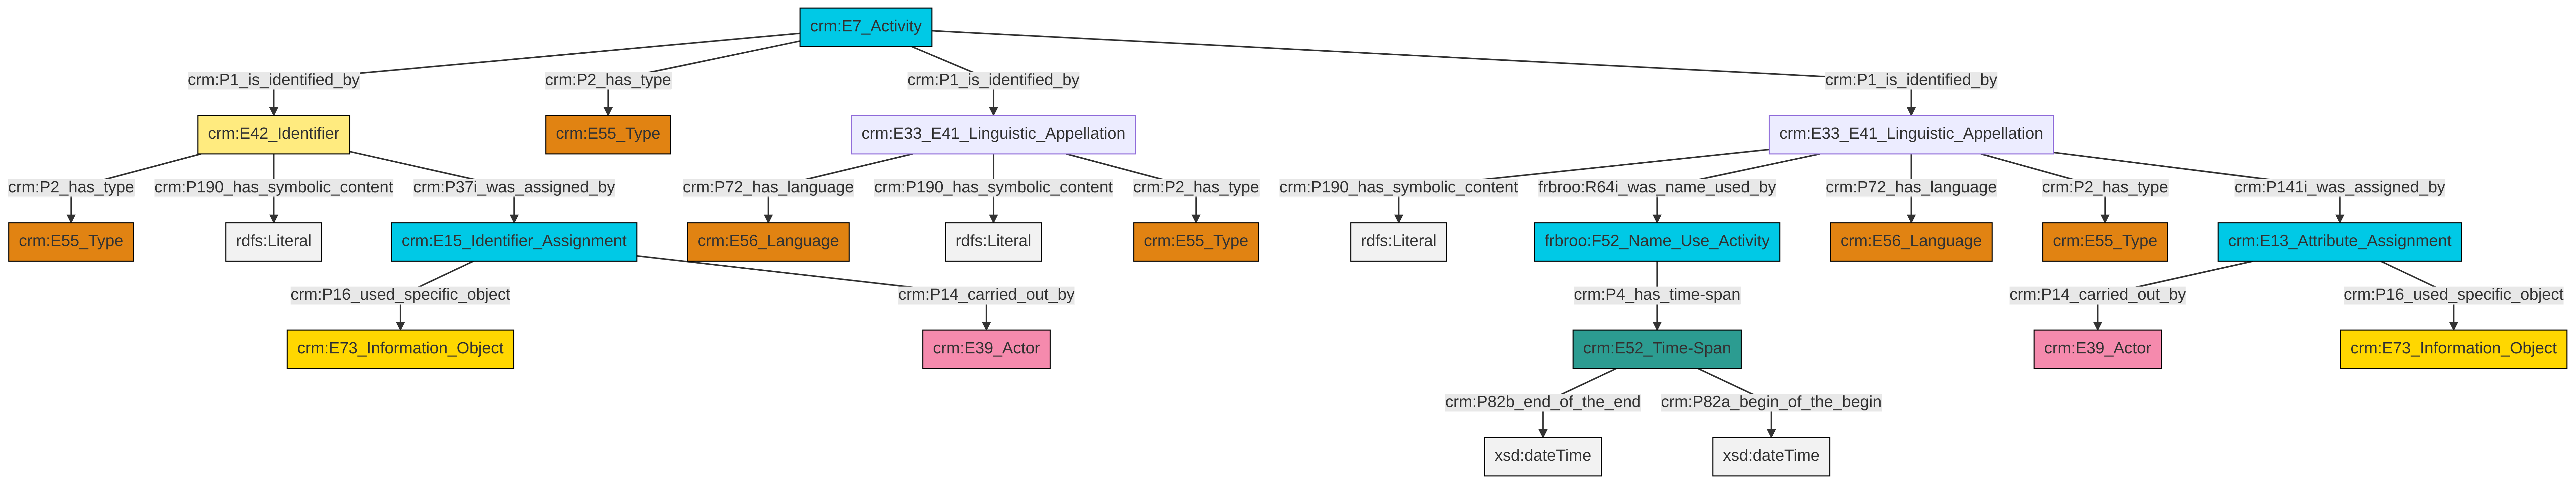 crm:E7_Activity
crm:P1_is_identified_by
crm:P2_has_type
crm:P1_is_identified_by
crm:P1_is_identified_by
crm:E42_Identifier
crm:E55_Type
crm:E33_E41_Linguistic_Appellation
crm:E33_E41_Linguistic_Appellation
crm:P2_has_type
crm:P190_has_symbolic_content
crm:P37i_was_assigned_by
crm:P72_has_language
crm:P190_has_symbolic_content
crm:P2_has_type
crm:P190_has_symbolic_content
frbroo:R64i_was_name_used_by
crm:P72_has_language
crm:P2_has_type
crm:P141i_was_assigned_by
crm:E55_Type
rdfs:Literal
crm:E15_Identifier_Assignment
crm:E56_Language
rdfs:Literal
crm:E55_Type
rdfs:Literal
frbroo:F52_Name_Use_Activity
crm:E56_Language
crm:E55_Type
crm:E13_Attribute_Assignment
crm:P16_used_specific_object
crm:P14_carried_out_by
crm:P4_has_time-span
crm:P14_carried_out_by
crm:P16_used_specific_object
crm:E73_Information_Object
crm:E39_Actor
crm:E52_Time-Span
crm:E39_Actor
crm:E73_Information_Object
crm:P82b_end_of_the_end
crm:P82a_begin_of_the_begin
xsd:dateTime
xsd:dateTime